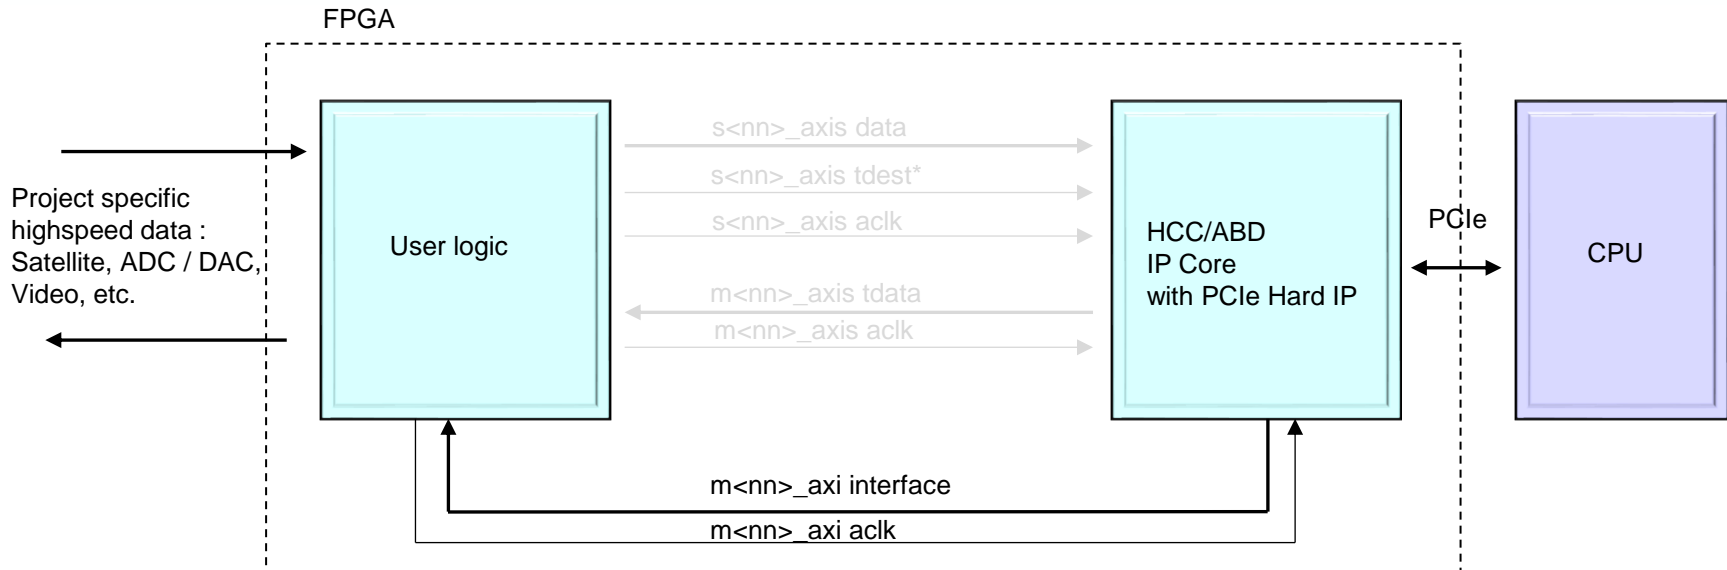 FPGA
Project specific
highspeed data :
Satellite, ADC / DAC,
Video, etc.
User logic
s<nn>_axis data
s<nn>_axis tdest*
s<nn>_axis aclk
m<nn>_axis tdata
m<nn>_axis aclk
HCC/ABD
IP Core
with PCIe Hard IP
PCIe
CPU
m<nn>_axi interface
m<nn>_axi aclk